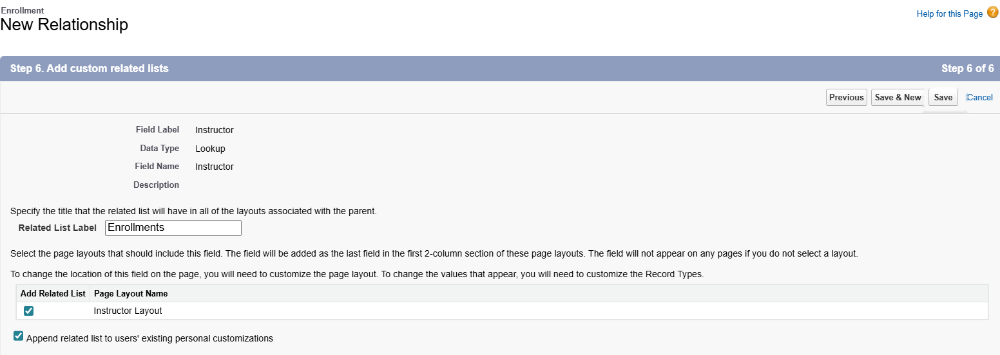 Enrollment
New Relationship
Help for this Page ?
Step 6. Add custom related lists
Step 6 of 6
Previous Save & New Save Cancel
Field Label Instructor
Data Type Lookup
Field Name Instructor
Description
Specify the title that the related list will have in all of the layouts associated with the parent.
Related List Label Enrollments
Select the page layouts that should include this field. The field will be added as the last field in the first 2-column section of these page layouts. The field will not appear on any pages if you do not select a layout.
To change the location of this field on the page, you will need to customize the page layout. To change the values that appear, you will need to customize the Record Types.
Add Related List Page Layout Name
Instructor Layout
Append related list to users' existing personal customizations